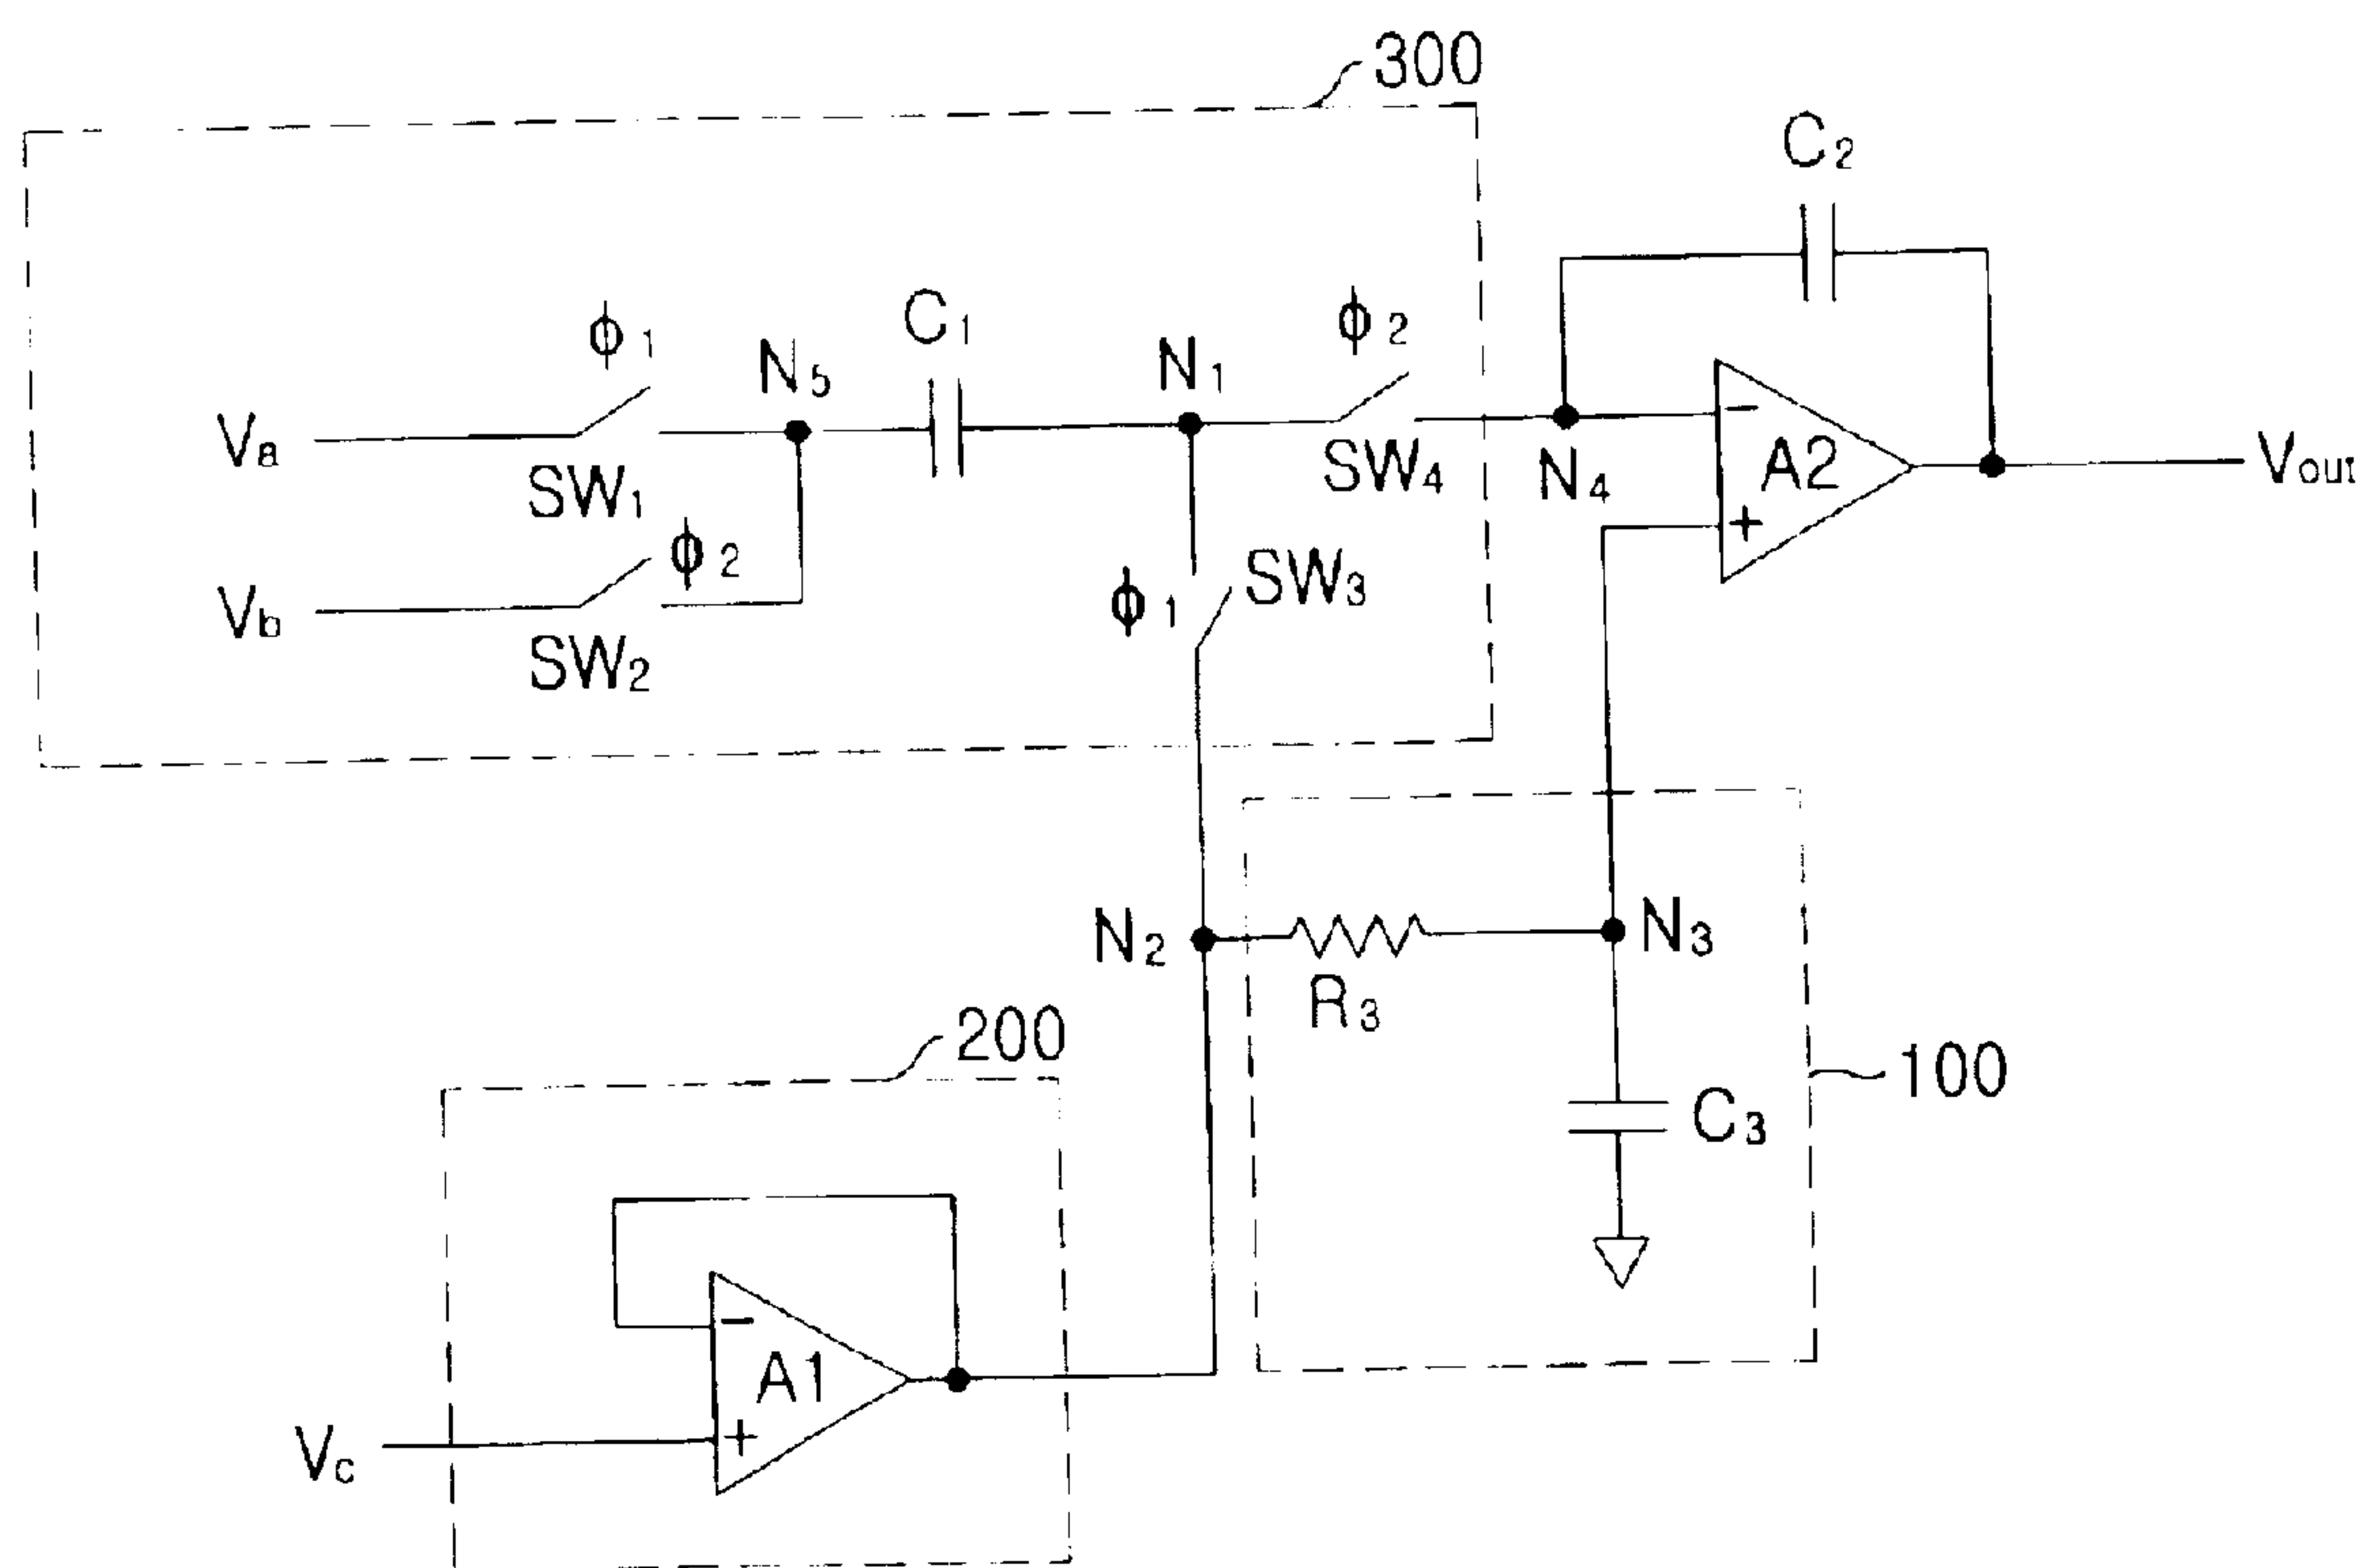 300
C2
ϕ1
N5
C1
N1
ϕ2
Va
SW1
SW4
N4
−
A2
+
Vout
ϕ2
Vb
SW2
ϕ1
SW3
N2
R3
N3
200
100
C3
−
A1
+
Vc